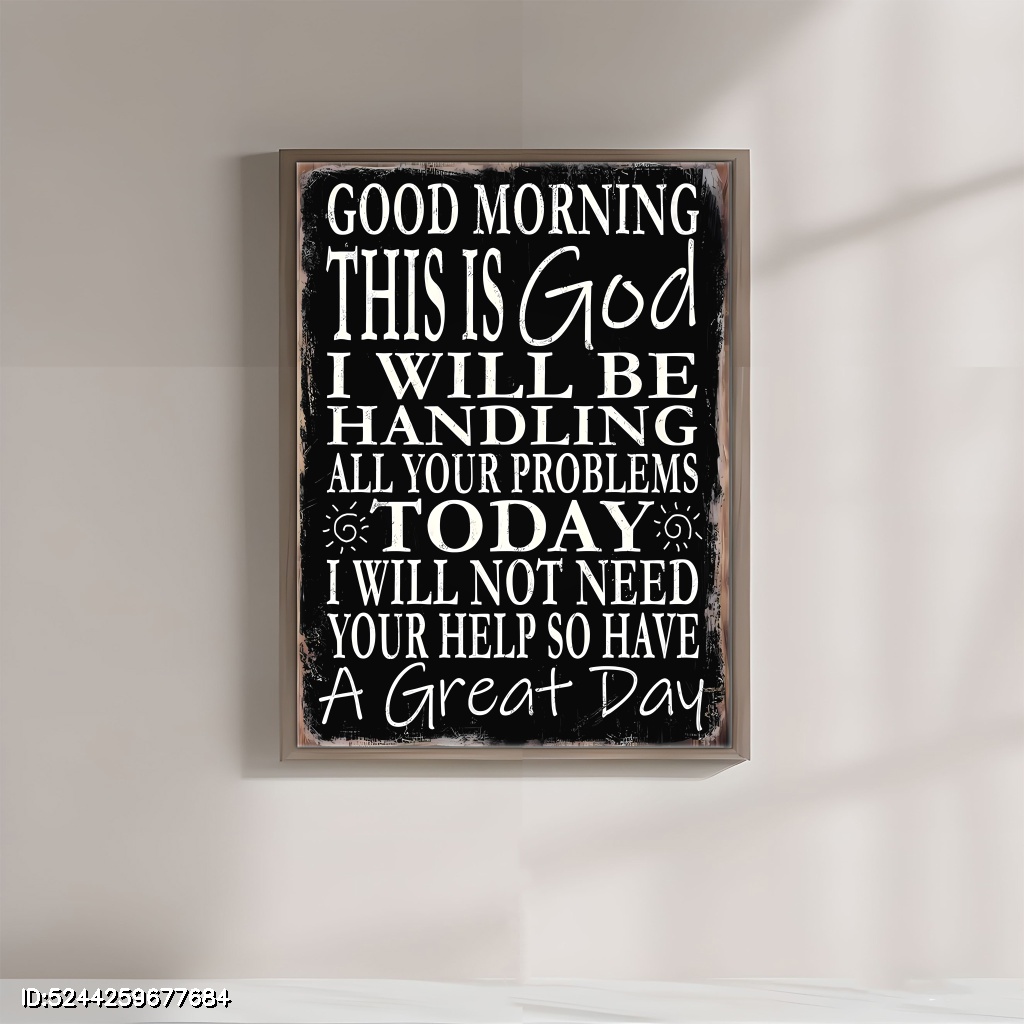 GOOD MORNING
THIS IS God
I WILL BE
HANDLING
ALL YOUR PROBLEMS
TODAY
I WILL NOT NEED
YOUR HELP SO HAVE
A Great Day
ID:5244259677684